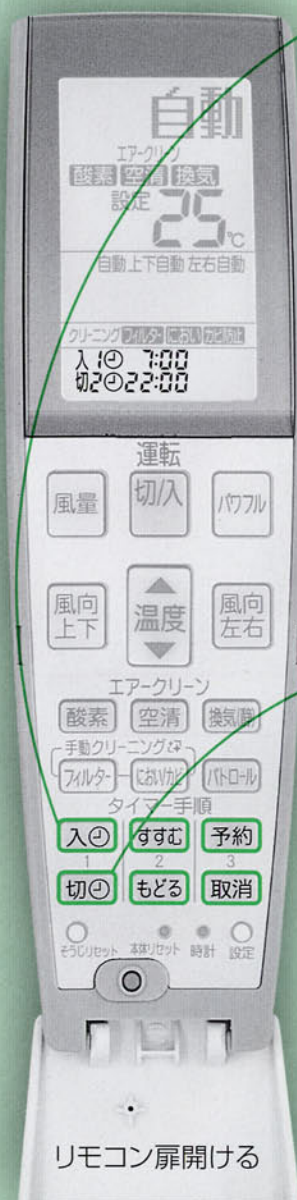 自動
エアークリーン
酸素 空清 換気
設定 25℃
自動 上下自動 左右自動
クリーニング フィルター におい カビ防止
入1 7:00
切2 22:00
運転
風量 切/入 パワフル
風向上下 温度 風向左右
エアークリーン
酸素 空清 換気(静)
手動クリーニング
フィルター におい/カビ パトロール
タイマー手順
入 すすむ 予約
1 2 3
切 もどる 取消
そうじリセット 本体リセット 時計 設定
リモコン扉開ける